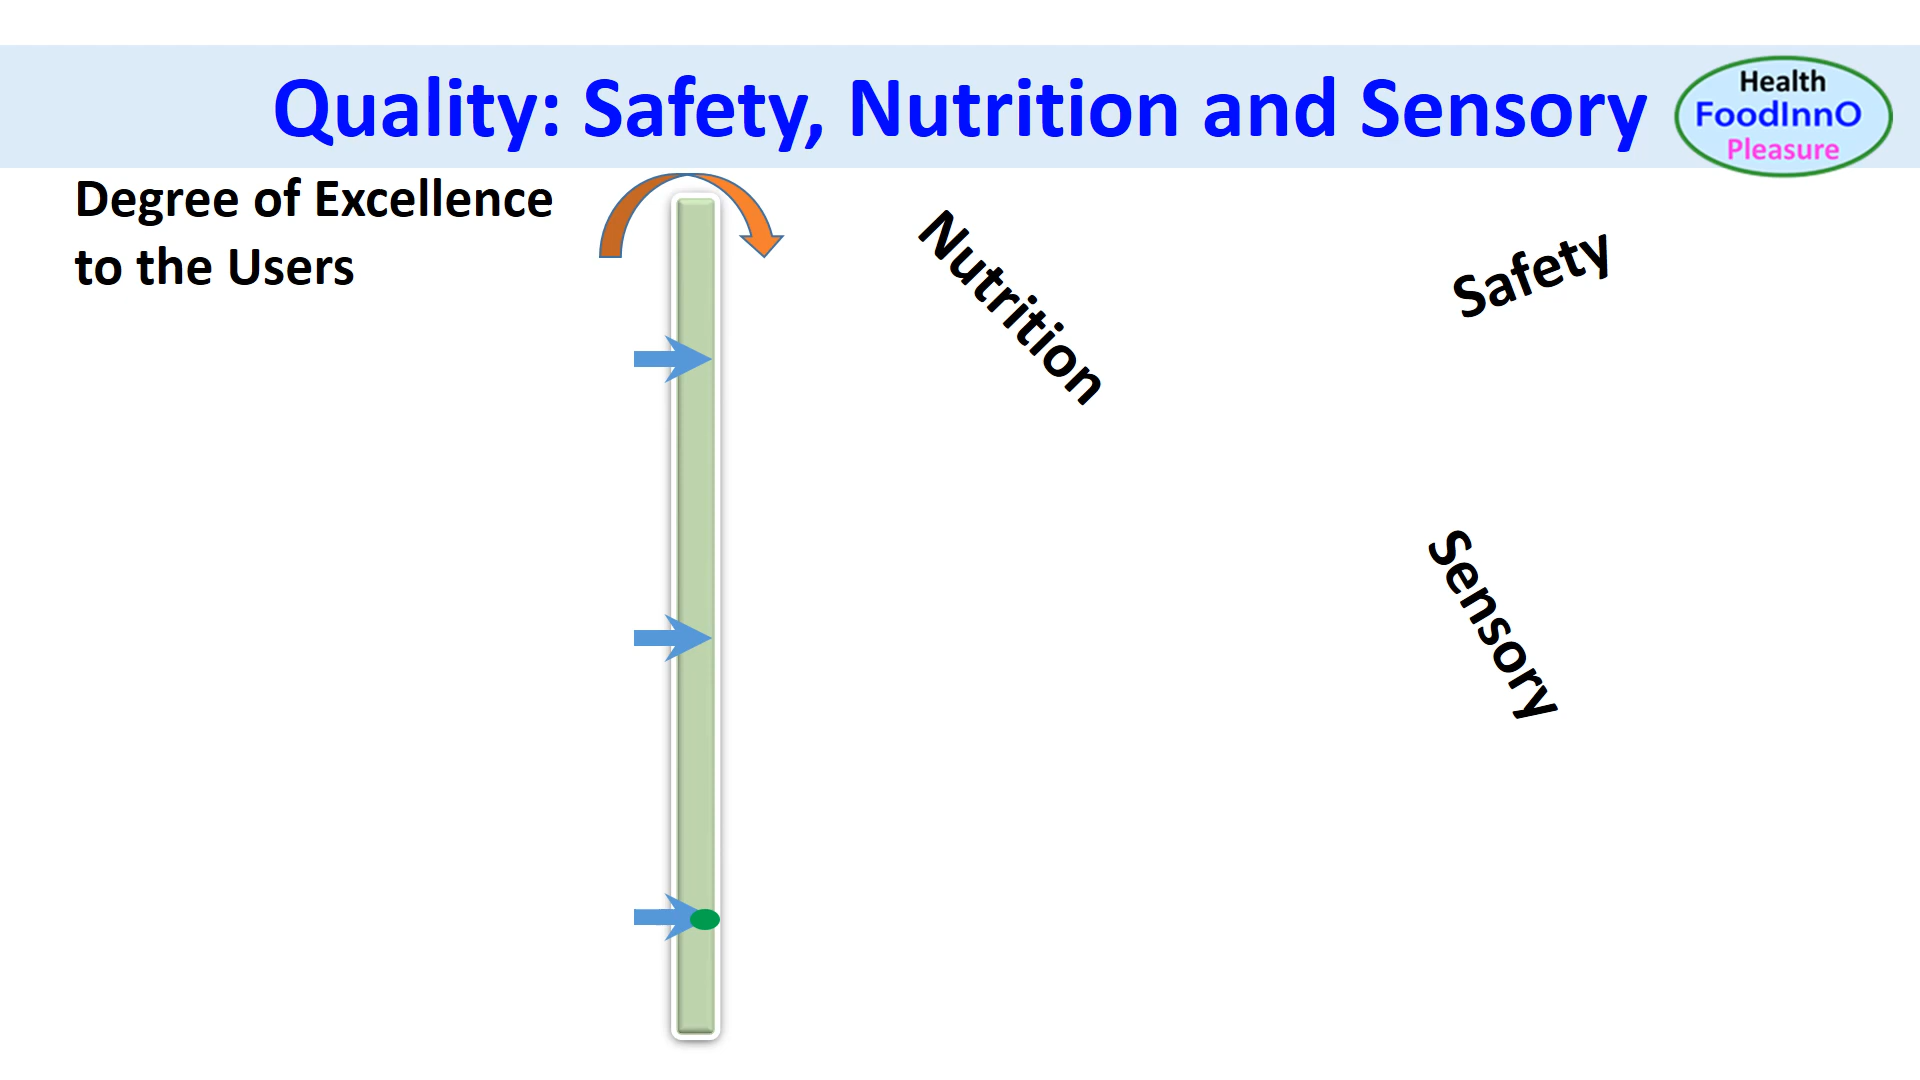 Quality: Safety, Nutrition and Sensory
Health
FoodInnO
Pleasure
Degree of Excellence
to the Users
Nutrition
Safety
Sensory